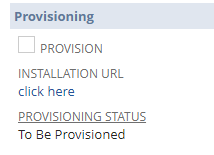 Provisioning
PROVISION
INSTALLATION URL
click here
PROVISIONING STATUS
To Be Provisioned